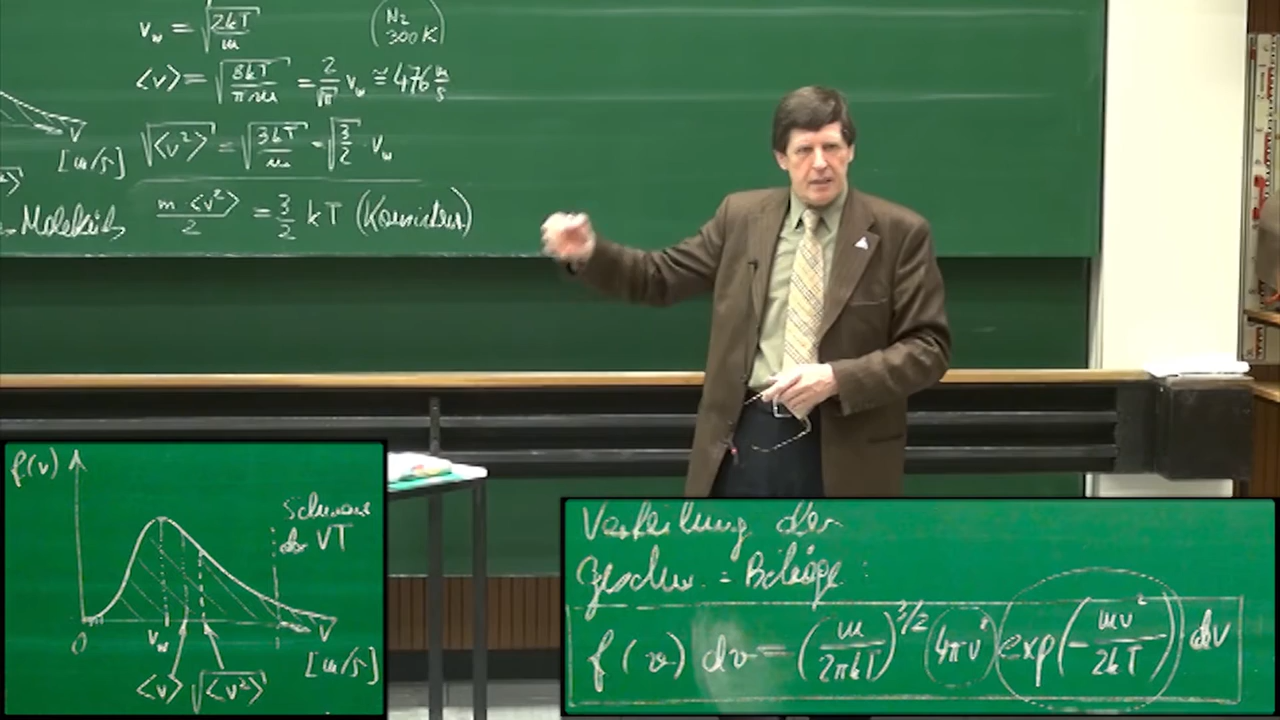 v_w = √(2kT/m) (N₂ 300 K)
⟨v⟩ = √(8kT/πm) = 2/√π v_w ≅ 476 m/s
v [m/s]
√⟨v²⟩ = √(3kT/m) = √(3/2) · v_w
m⟨v²⟩/2 = 3/2 kT
f(v)
Schwanz
der VT
0 v_w v
[m/s]
⟨v⟩ √⟨v²⟩
Verteilung der
Geschw.-Beträge:
f(v) dv = (m/2πkT)^3/2 (4πv²) exp(-mv²/2kT) dv